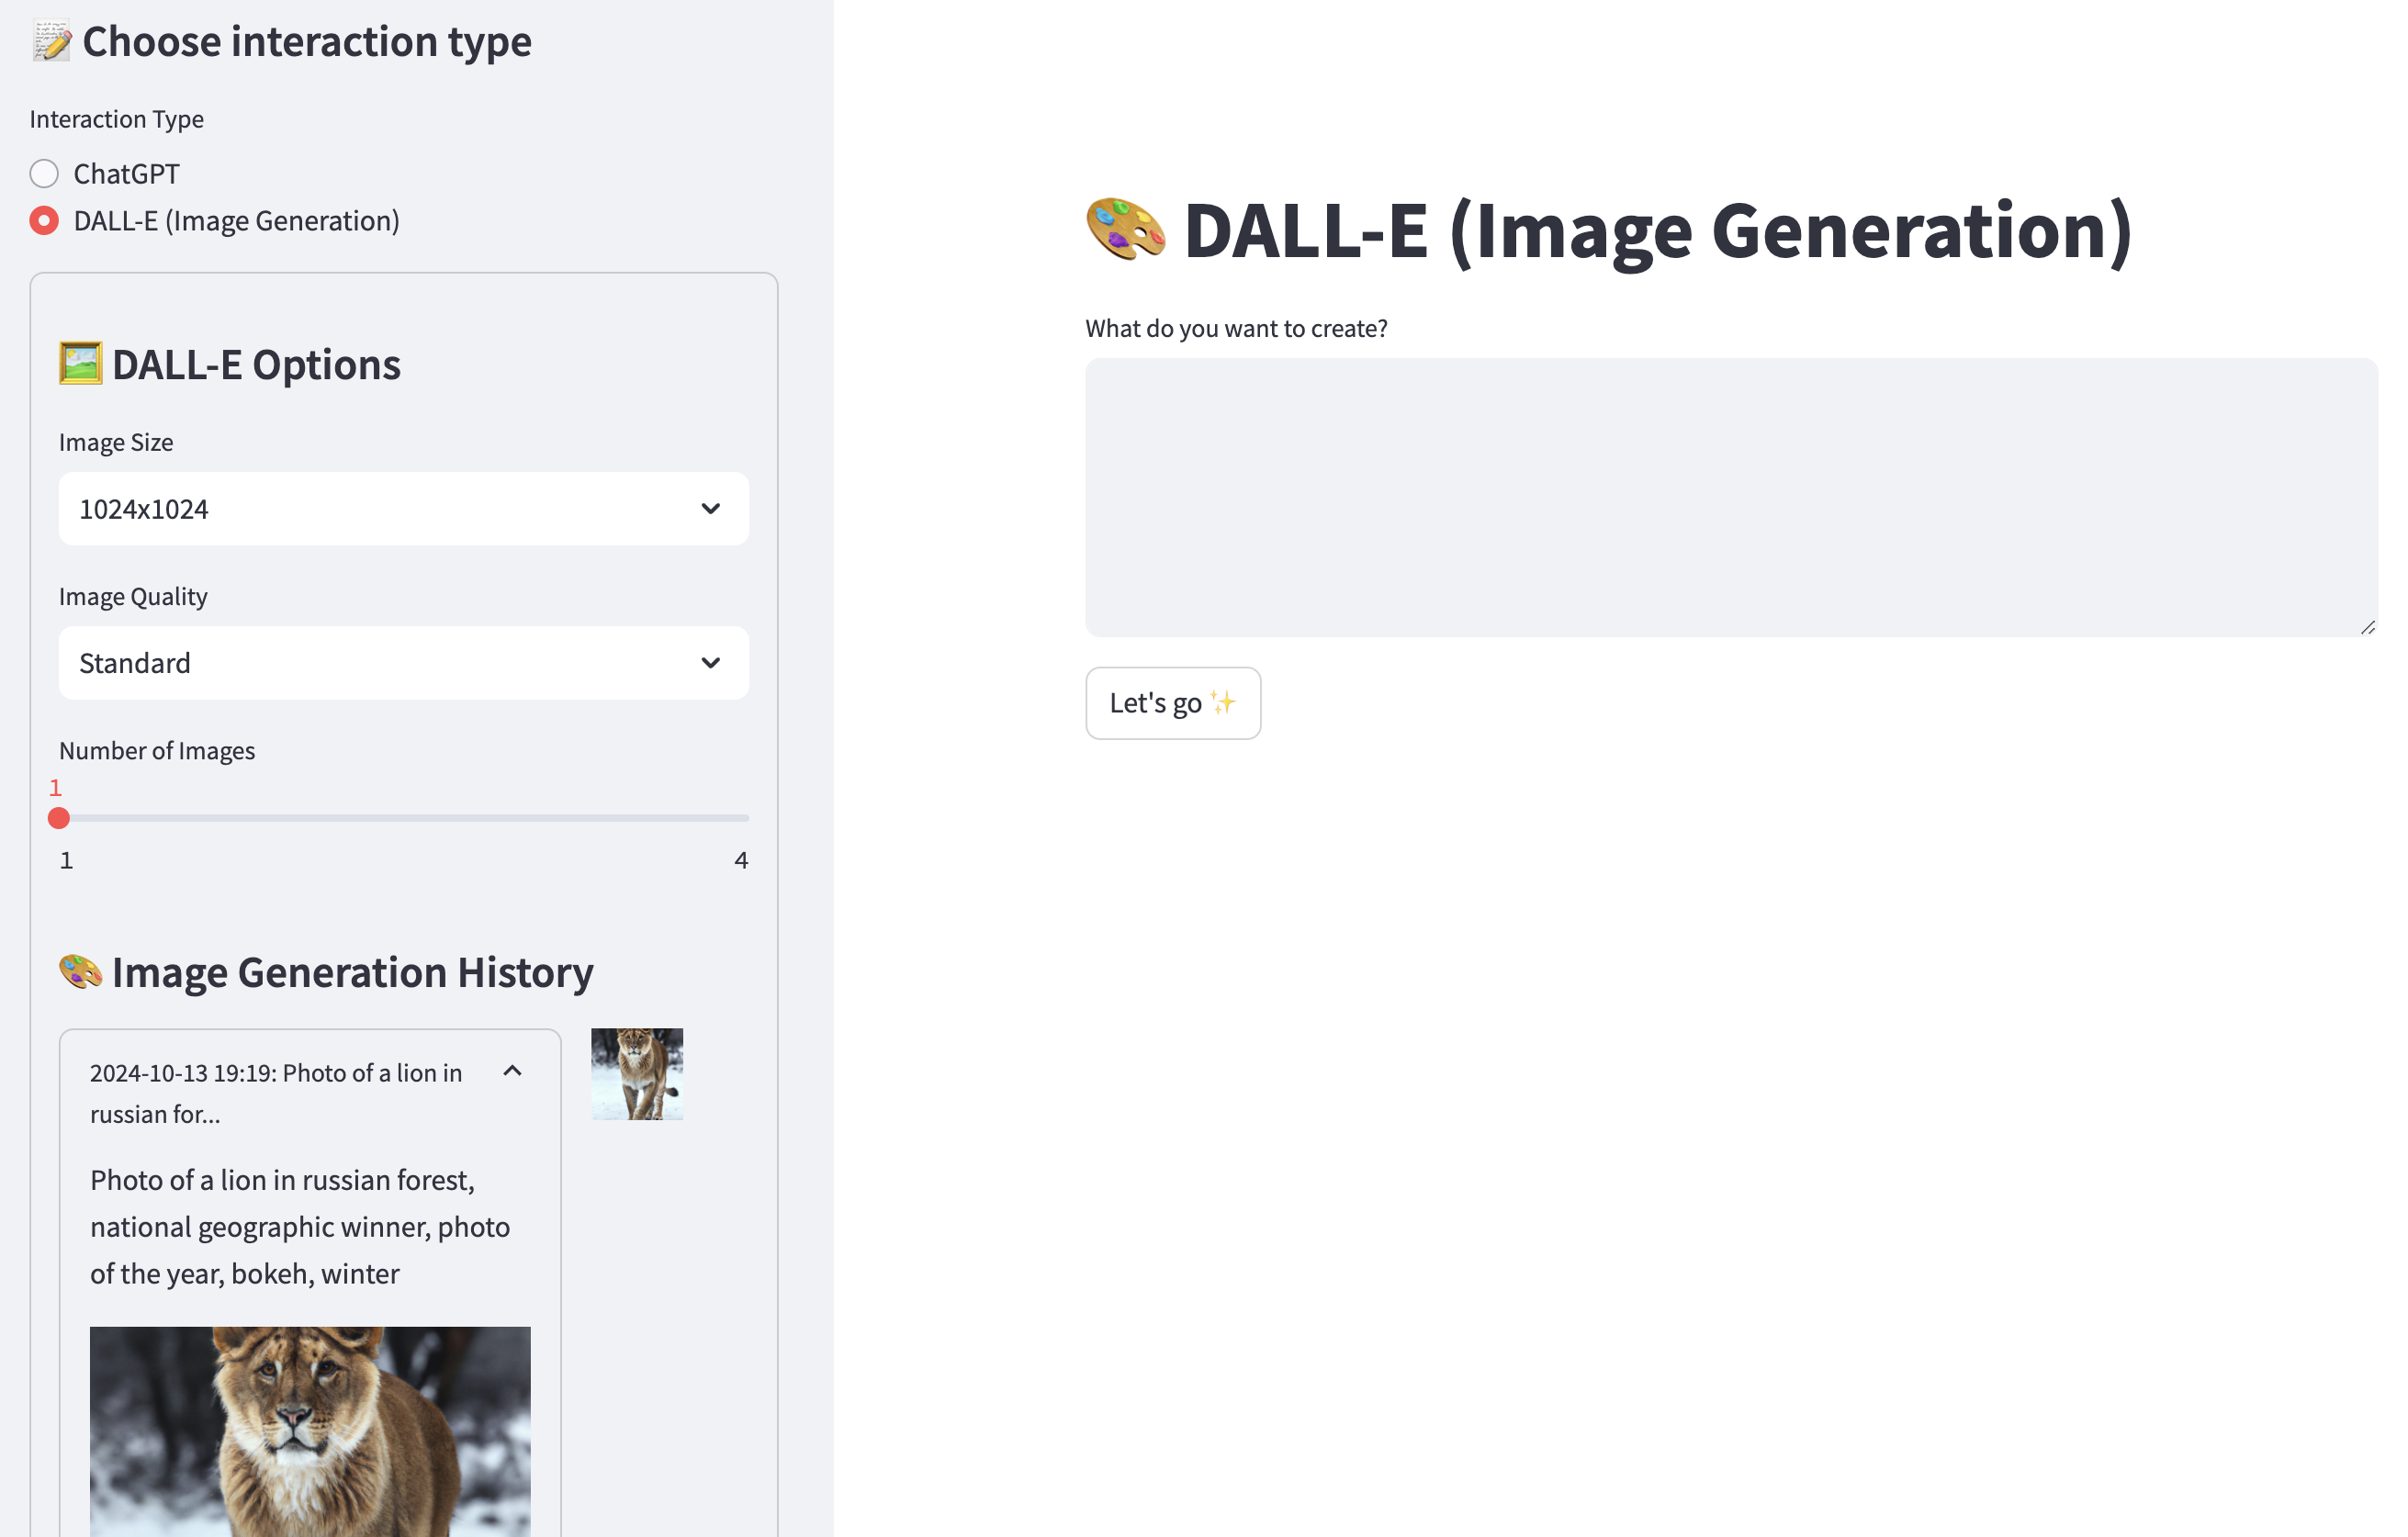 📝 Choose interaction type
Interaction Type
ChatGPT
DALL-E (Image Generation)
🖼️ DALL-E Options
Image Size
1024x1024
Image Quality
Standard
Number of Images
1
1 4
🎨 Image Generation History
2024-10-13 19:19: Photo of a lion in
russian for...
Photo of a lion in russian forest,
national geographic winner, photo
of the year, bokeh, winter
🎨 DALL-E (Image Generation)
What do you want to create?
Let's go ✨